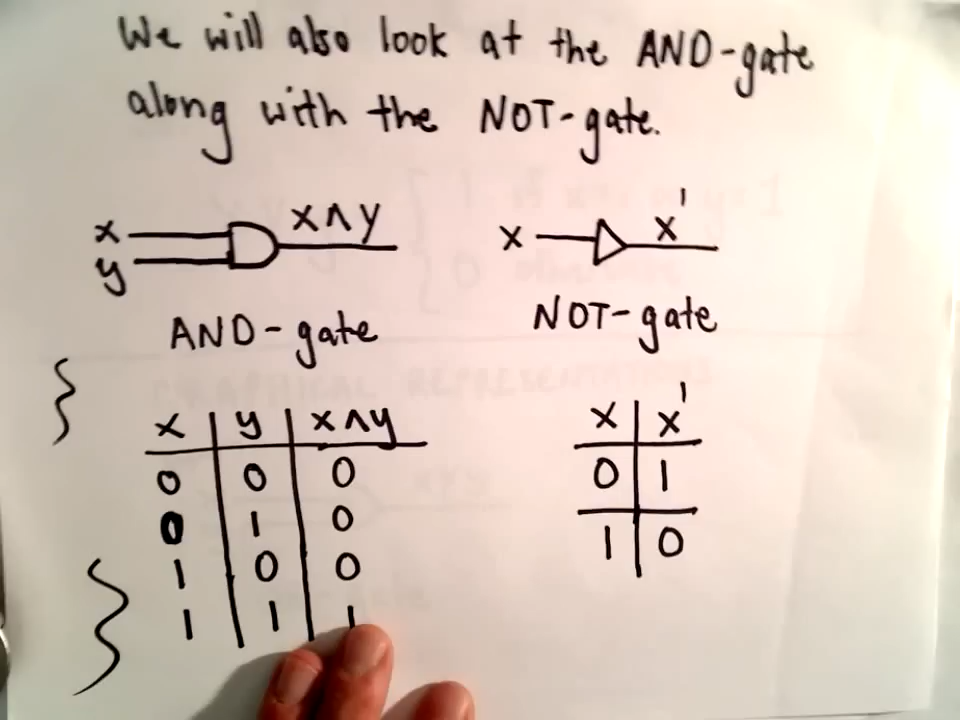 We will also look at the AND-gate
along with the NOT-gate.
x x∧y x x'
y
AND-gate NOT-gate
x y x∧y x x'
0 0 0 0 1
0 1 0 1 0
1 0 0
1 1 1